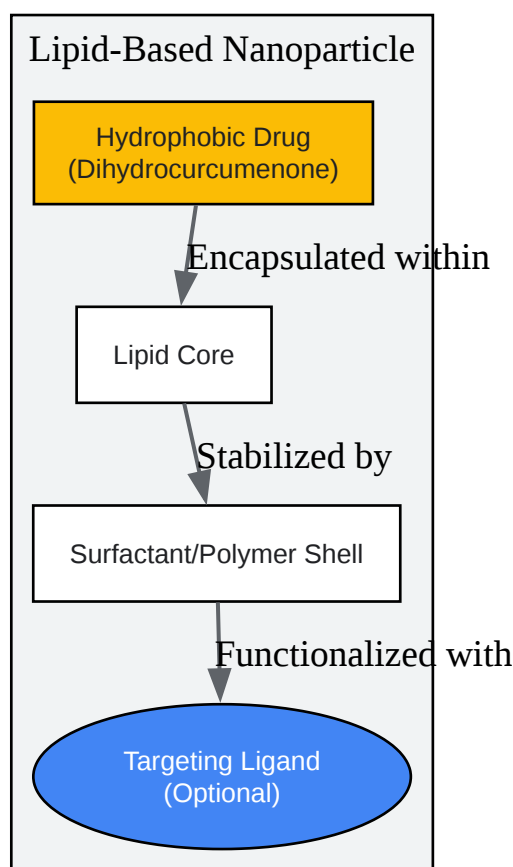 Lipid-Based Nanoparticle
Hydrophobic Drug
(Dihydrocurcumenone)
Encapsulated within
Lipid Core
Stabilized by
Surfactant/Polymer Shell
Functionalized with
Targeting Ligand
(Optional)